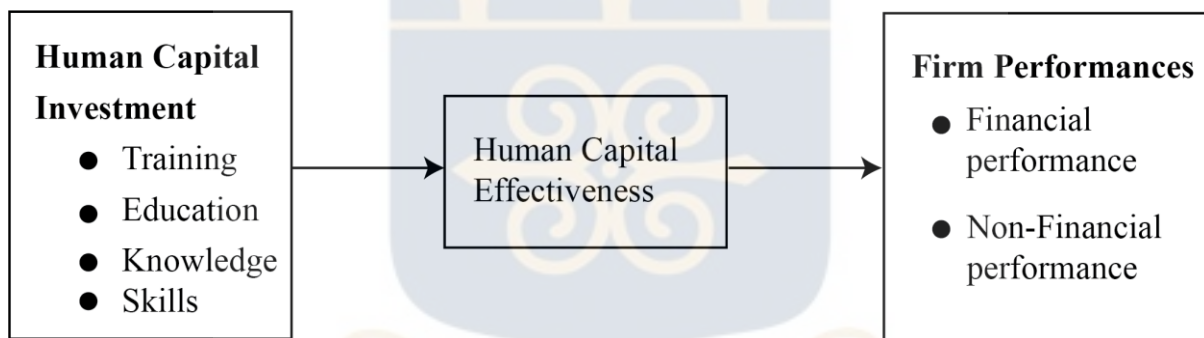 Human Capital
Investment
● Training
● Education
● Knowledge
● Skills
Human Capital
Effectiveness
Firm Performances
● Financial
performance
● Non-Financial
performance